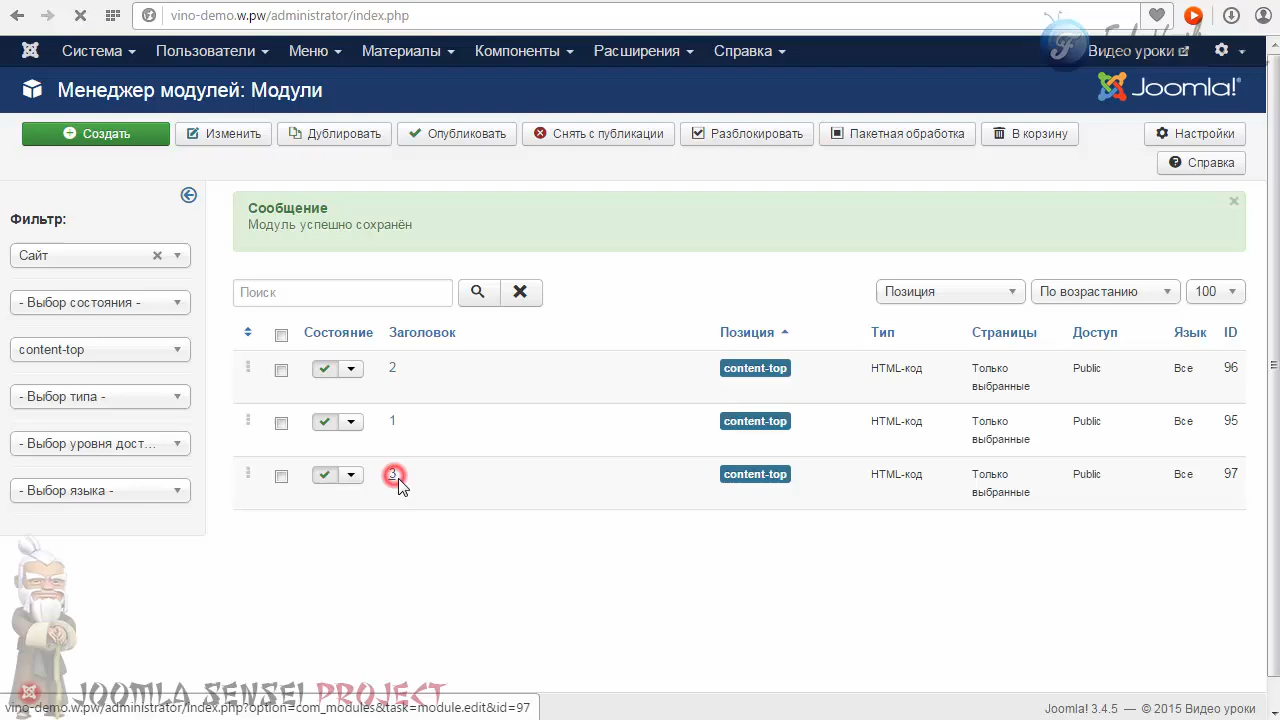 vino-demo.w.pw/administrator/index.php
Система Пользователи Меню Материалы Компоненты Расширения Справка Видео уроки
Менеджер модулей: Модули Joomla!
Создать Изменить Дублировать Опубликовать Снять с публикации Разблокировать Пакетная обработка В корзину Настройки
Справка
Фильтр:
Сайт
- Выбор состояния -
content-top
- Выбор типа -
- Выбор уровня дост...
- Выбор языка -
Сообщение
Модуль успешно сохранён
Поиск Позиция По возрастанию 100
Состояние Заголовок Позиция Тип Страницы Доступ Язык ID
2 content-top HTML-код Только Public Все 96
выбранные
1 content-top HTML-код Только Public Все 95
выбранные
3 content-top HTML-код Только Public Все 97
выбранные
JOOMLA SENSEI PROJECT
vino-demo.w.pw/administrator/index.php?option=com_modules&task=module.edit&id=97
Joomla! 3.4.5 — © 2015 Видео уроки